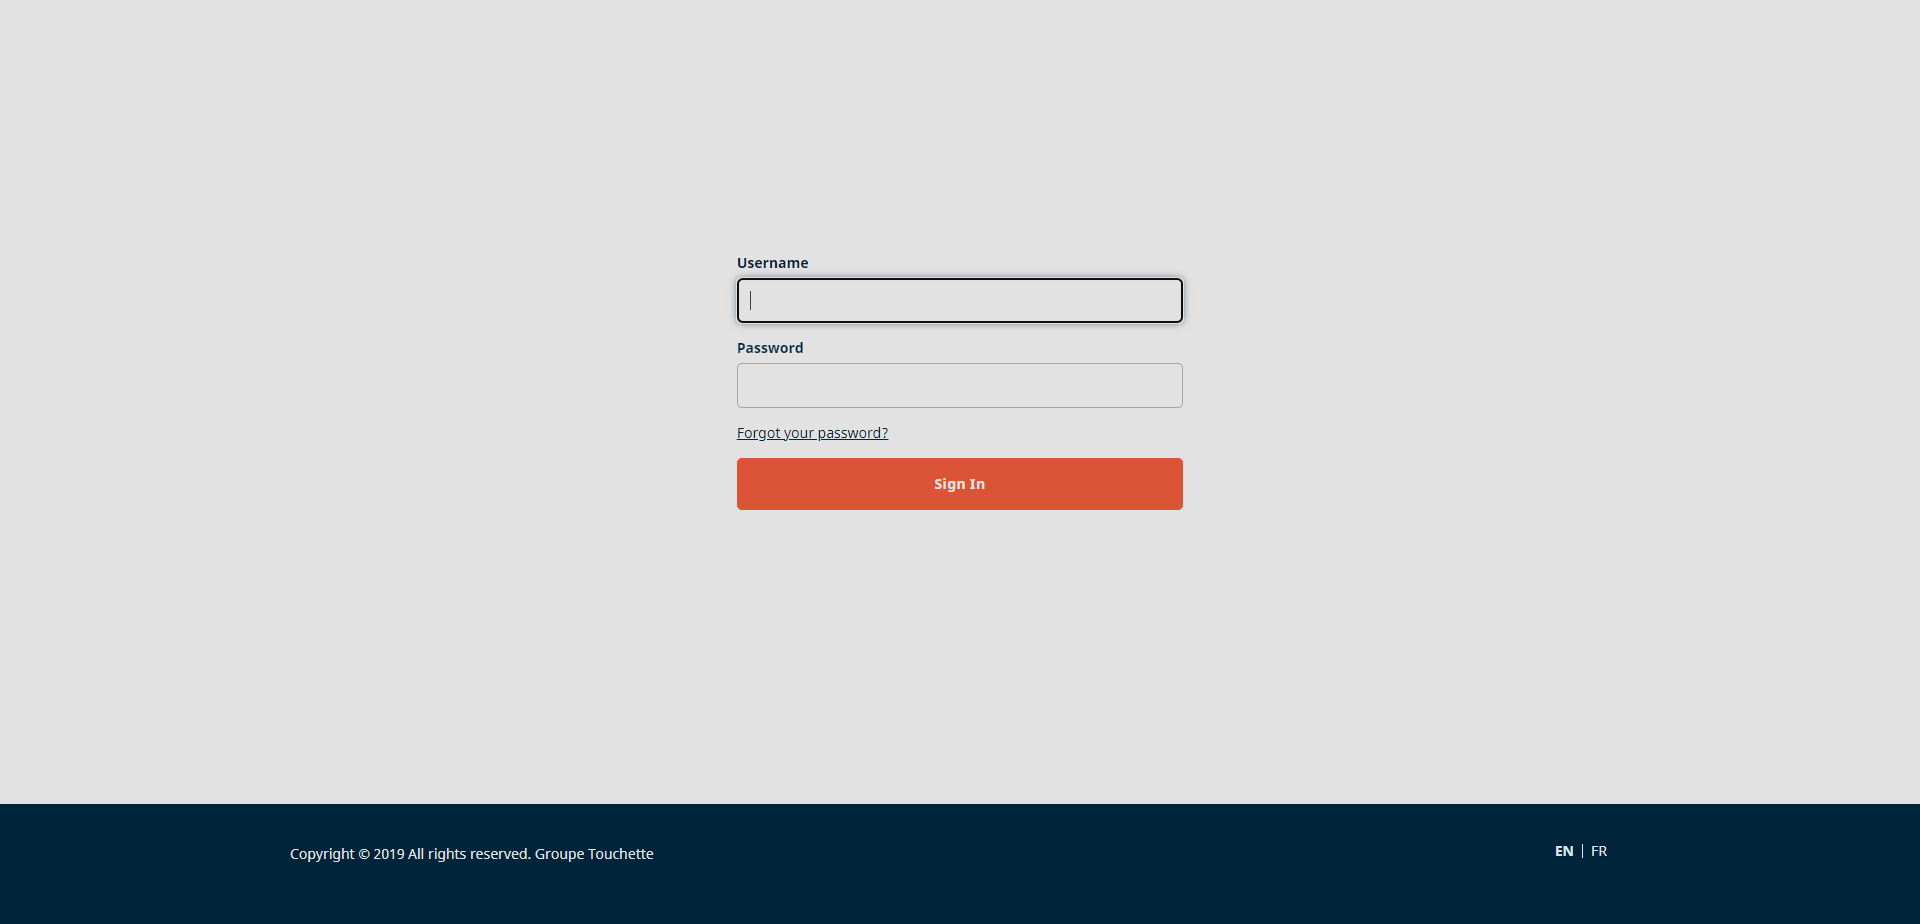 Username
Password
Forgot your password?
Sign In
Copyright © 2019 All rights reserved. Groupe Touchette
EN | FR